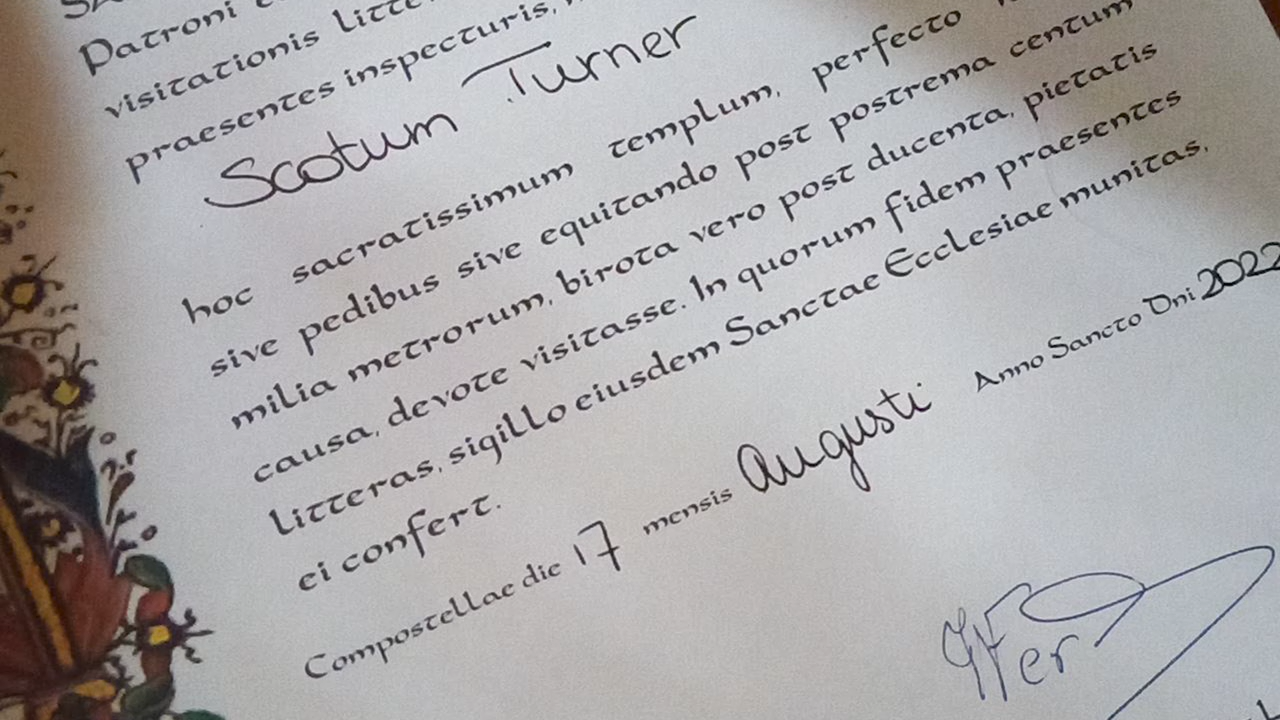 Patroni
visitationis
praesentes inspecturis,
Scotum Turner
hoc sacratissimum templum, perfecto
sive pedibus sive equitando post postrema centum
milia metrorum, birota vero post ducenta, pietatis
causa, devote visitasse. In quorum fidem praesentes
litteras, sigillo eiusdem Sanctae Ecclesiae munitas,
ei confert.
Compostellae die 17 mensis Augusti Anno Sancto Dni 2022